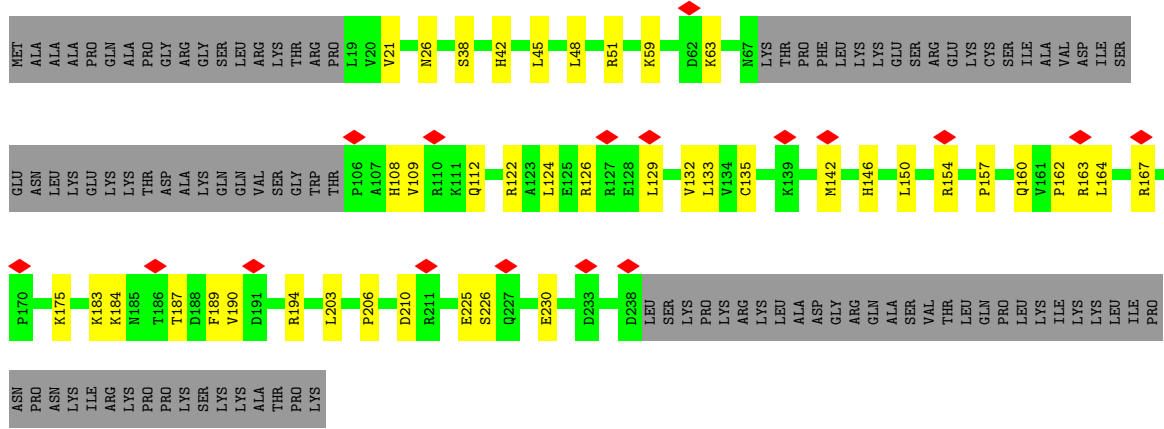 MET ALA ALA ALA PRO GLN GLN ALA PRO GLY ARG GLY SER LEU ARG LYS THR ARG PRO L19 V20 V21 N26 S38 H42 L45 L48 R51 K59 D62 K63 N67 LYS THR PRO PHE LEU LYS LYS GLU SER ARG GLU LYS CYS SER ILE ALA VAL ASP ILE SER
GLU ASN LEU LYS GLU LYS LYS THR ASP ALA LYS GLN GLN VAL SER GLY TRP THR P106 A107 H108 V109 R110 K111 Q112 R122 A123 L124 E125 R126 R127 E128 L129 V132 L133 V134 C135 K139 M142 H146 L150 R154 P157 Q160 V161 P162 R163 L164 R167
P170 K175 K183 K184 N185 T186 T187 D188 F189 V190 D191 R194 L203 P206 D210 R211 E225 S226 Q227 E230 D233 D238 LEU SER LYS PRO LYS ARG LYS LEU ALA ASP GLY ARG GLN ALA SER VAL THR LEU GLN PRO LEU LYS ILE LYS LYS LEU ILE PRO
ASN PRO ASN LYS ILE ARG LYS PRO PRO LYS SER LYS LYS ALA THR PRO LYS